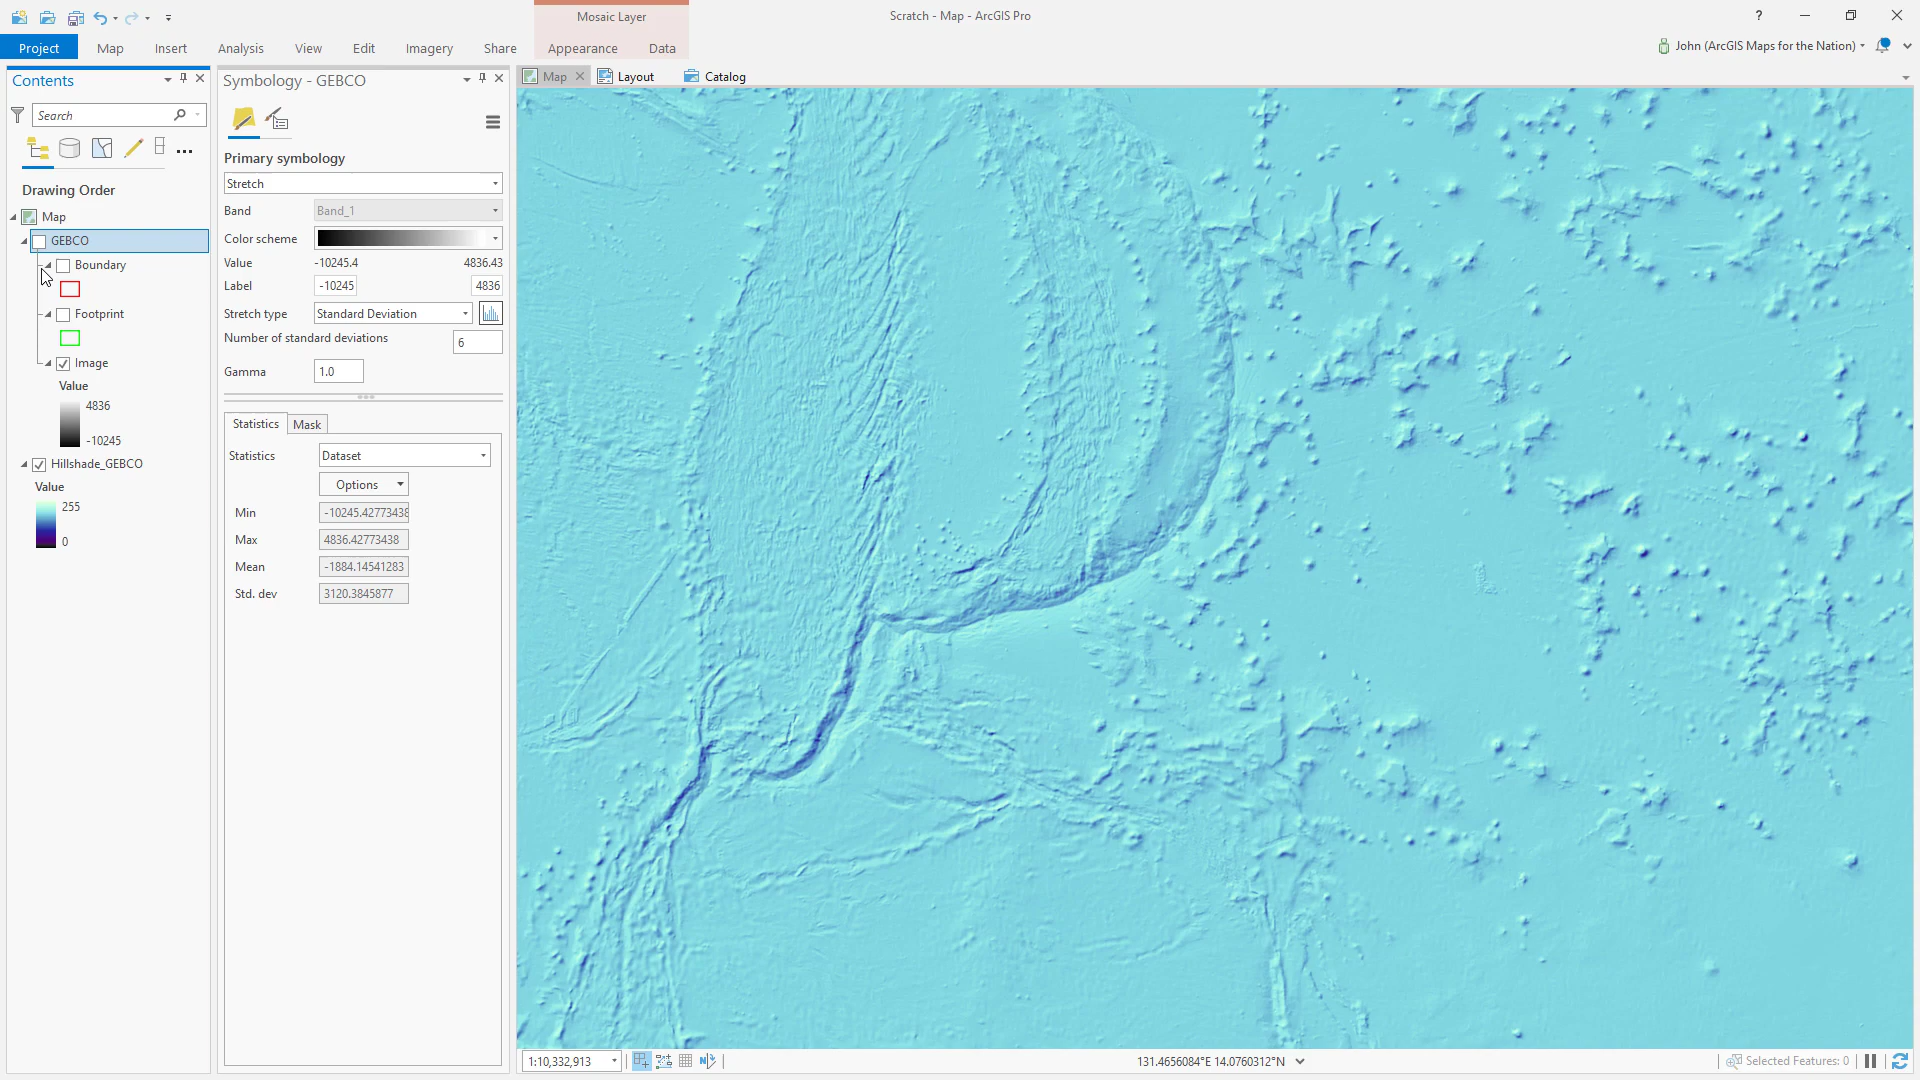 Mosaic Layer
Scratch - Map - ArcGIS Pro
?
Project
Map
Insert
Analysis
View
Edit
Imagery
Share
Appearance
Data
John (ArcGIS Maps for the Nation)
Contents
Search
Drawing Order
Map
GEBCO
Boundary
Footprint
Image
Value
4836
-10245
Hillshade_GEBCO
Value
255
0
Symbology - GEBCO
Primary symbology
Stretch
Band
Band_1
Color scheme
Value
-10245.4
4836.43
Label
-10245
4836
Stretch type
Standard Deviation
Number of standard deviations
6
Gamma
1.0
Statistics
Mask
Statistics
Dataset
Options
Min
-10245.42773438
Max
4836.42773438
Mean
-1884.14541283
Std. dev
3120.3845877
Map
Layout
Catalog
1:10,332,913
131.4656084°E 14.0760312°N
Selected Features: 0